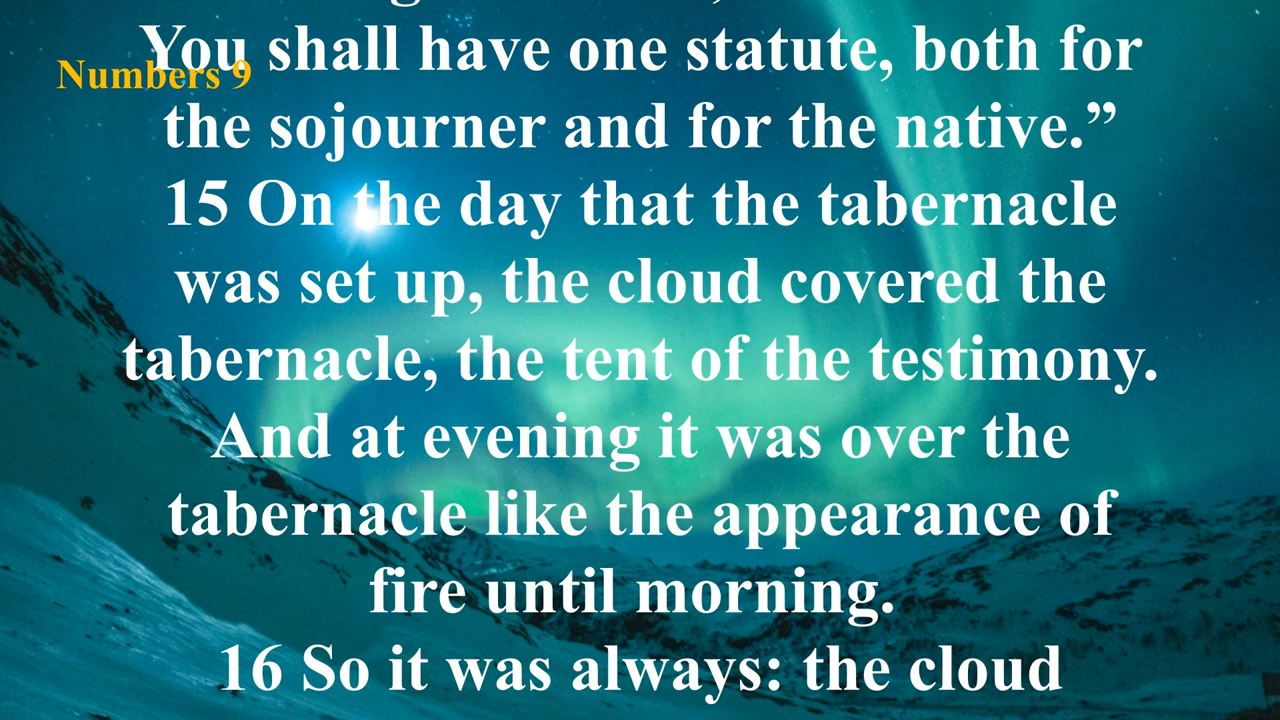 You shall have one statute, both for
Numbers 9
the sojourner and for the native.”
15 On the day that the tabernacle
was set up, the cloud covered the
tabernacle, the tent of the testimony.
And at evening it was over the
tabernacle like the appearance of
fire until morning.
16 So it was always: the cloud